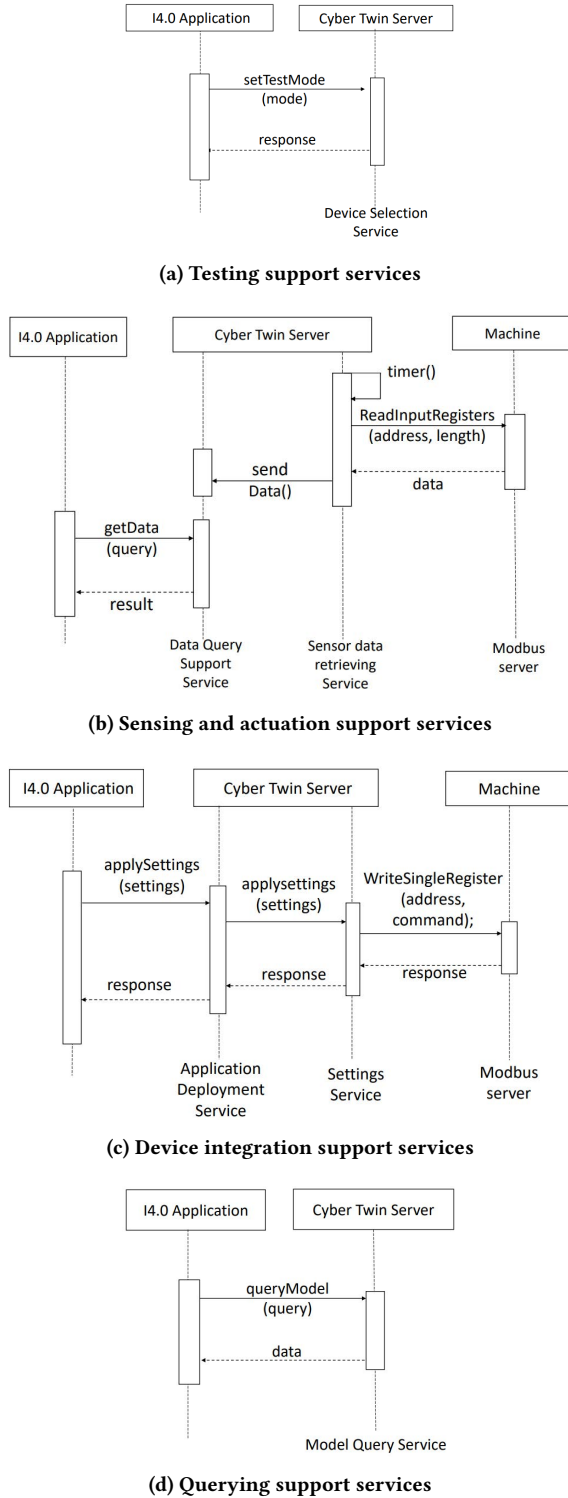 I4.0 Application
Cyber Twin Server
setTestMode
(mode)
response
Device Selection
Service
(a) Testing support services
I4.0 Application
Cyber Twin Server
Machine
timer()
ReadInputRegisters
(address, length)
send
data
Data()
getData
(query)
result
Data Query
Support
Service
Sensor data
retrieving
Service
Modbus
server
(b) Sensing and actuation support services
I4.0 Application
Cyber Twin Server
Machine
applySettings
(settings)
applysettings
(settings)
WriteSingleRegister
(address,
command);
response
response
response
Application
Deployment
Service
Settings
Service
Modbus
server
(c) Device integration support services
I4.0 Application
Cyber Twin Server
queryModel
(query)
data
Model Query Service
(d) Querying support services